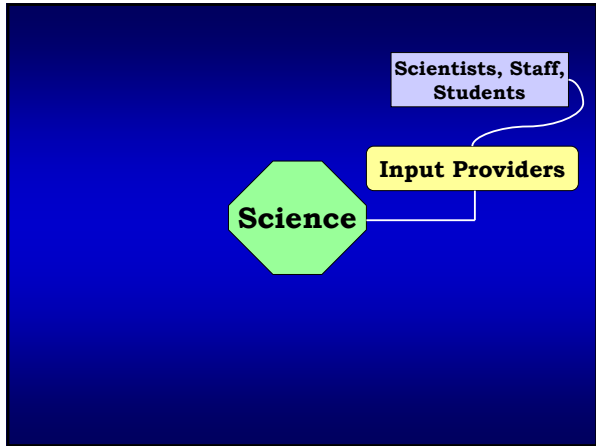 Scientists, Staff,
Students
Input Providers
Science